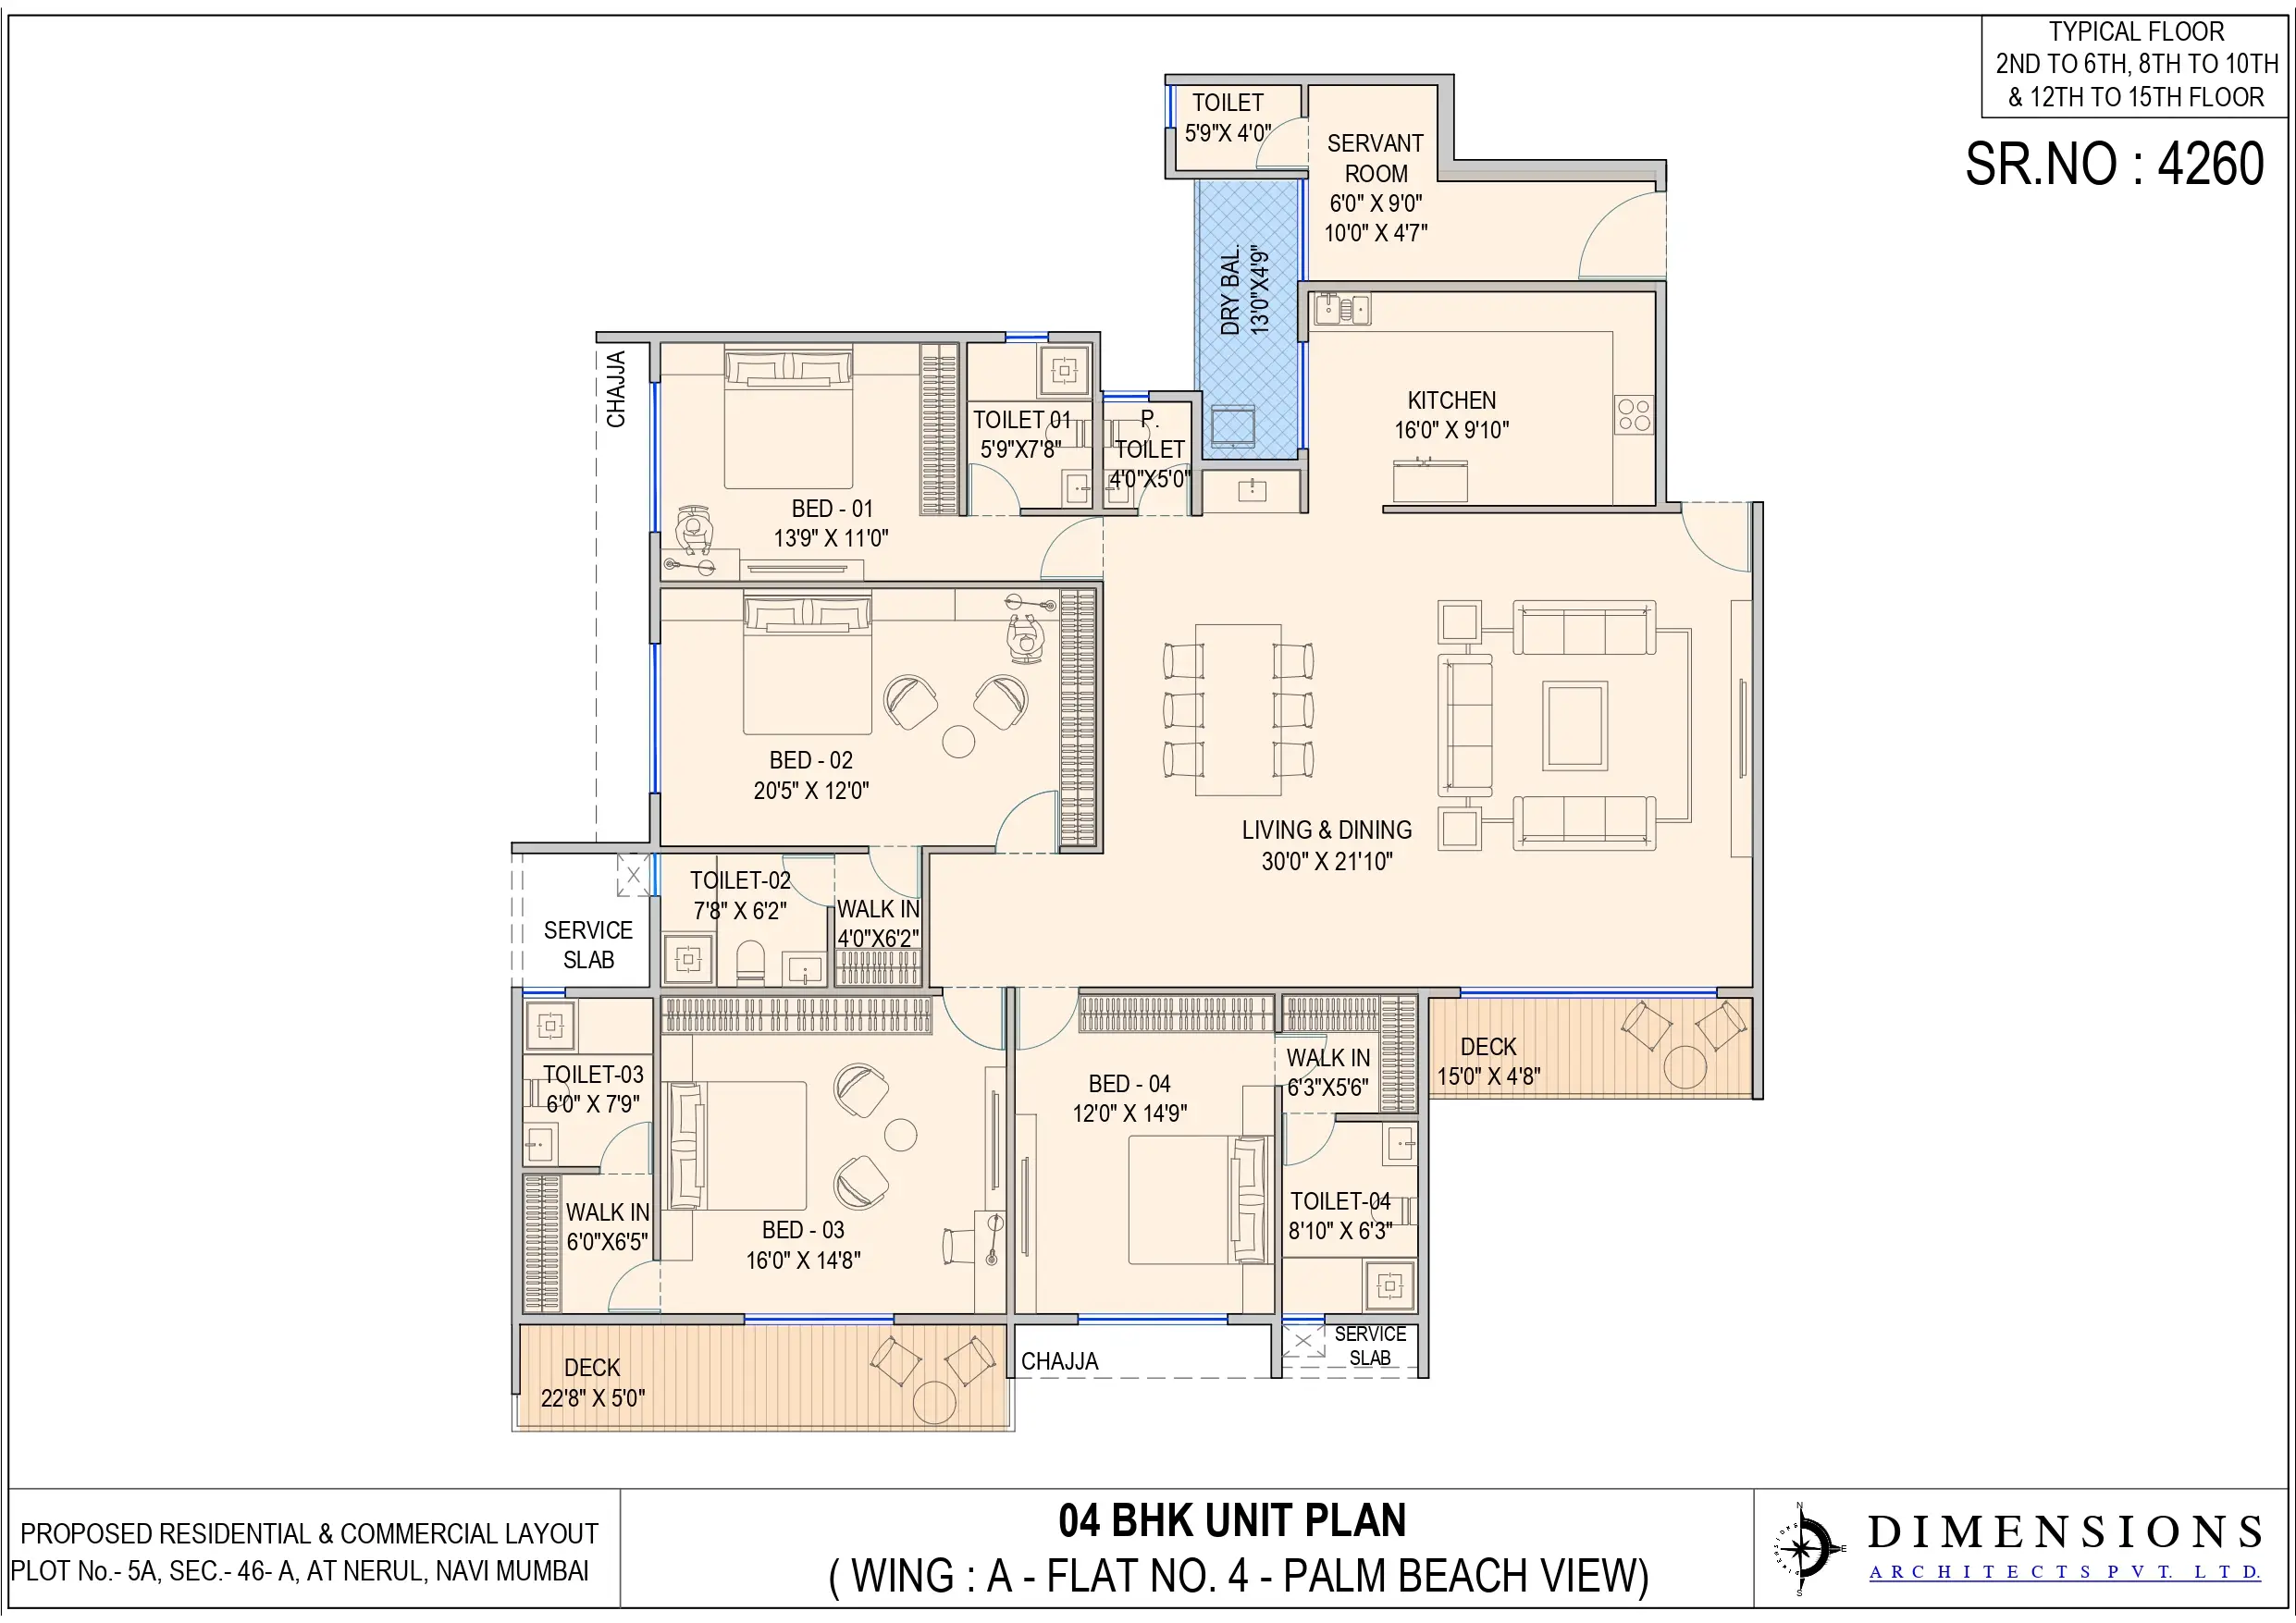 TYPICAL FLOOR
2ND TO 6TH, 8TH TO 10TH
& 12TH TO 15TH FLOOR
SR.NO : 4260
TOILET
5'9"X 4'0"
SERVANT
ROOM
6'0" X 9'0"
10'0" X 4'7"
DRY BAL.
13'0"X4'9"
CHAJJA
KITCHEN
16'0" X 9'10"
TOILET 01
5'9"X7'8"
P.
TOILET
4'0"X5'0"
BED - 01
13'9" X 11'0"
BED - 02
20'5" X 12'0"
LIVING & DINING
30'0" X 21'10"
TOILET-02
7'8" X 6'2"
WALK IN
4'0"X6'2"
SERVICE
SLAB
TOILET-03
6'0" X 7'9"
WALK IN
6'0"X6'5"
BED - 03
16'0" X 14'8"
BED - 04
12'0" X 14'9"
WALK IN
6'3"X5'6"
DECK
15'0" X 4'8"
TOILET-04
8'10" X 6'3"
DECK
22'8" X 5'0"
CHAJJA
SERVICE
SLAB
PROPOSED RESIDENTIAL & COMMERCIAL LAYOUT
PLOT No.- 5A, SEC.- 46- A, AT NERUL, NAVI MUMBAI
04 BHK UNIT PLAN
( WING : A - FLAT NO. 4 - PALM BEACH VIEW)
N
E
S
DIMENSIONS
DIMENSIONS
ARCHITECTS PVT. LTD.